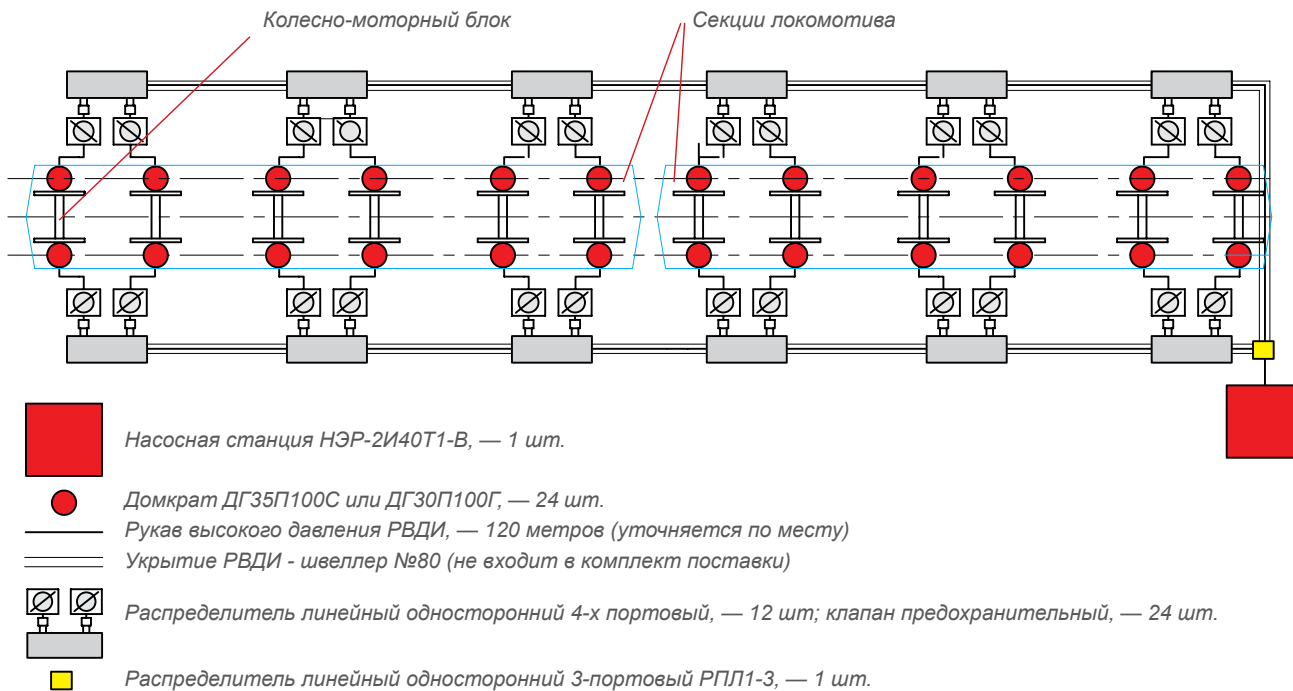 Колесно-моторный блок
Секции локомотива
Насосная станция НЭР-2И40Т1-В, — 1 шт.
Домкрат ДГ35П100С или ДГ30П100Г, — 24 шт.
Рукав высокого давления РВДИ, — 120 метров (уточняется по месту)
Укрытие РВДИ - швеллер №80 (не входит в комплект поставки)
Распределитель линейный односторонний 4-х портовый, — 12 шт; клапан предохранительный, — 24 шт.
Распределитель линейный односторонний 3-портовый РПЛ1-3, — 1 шт.